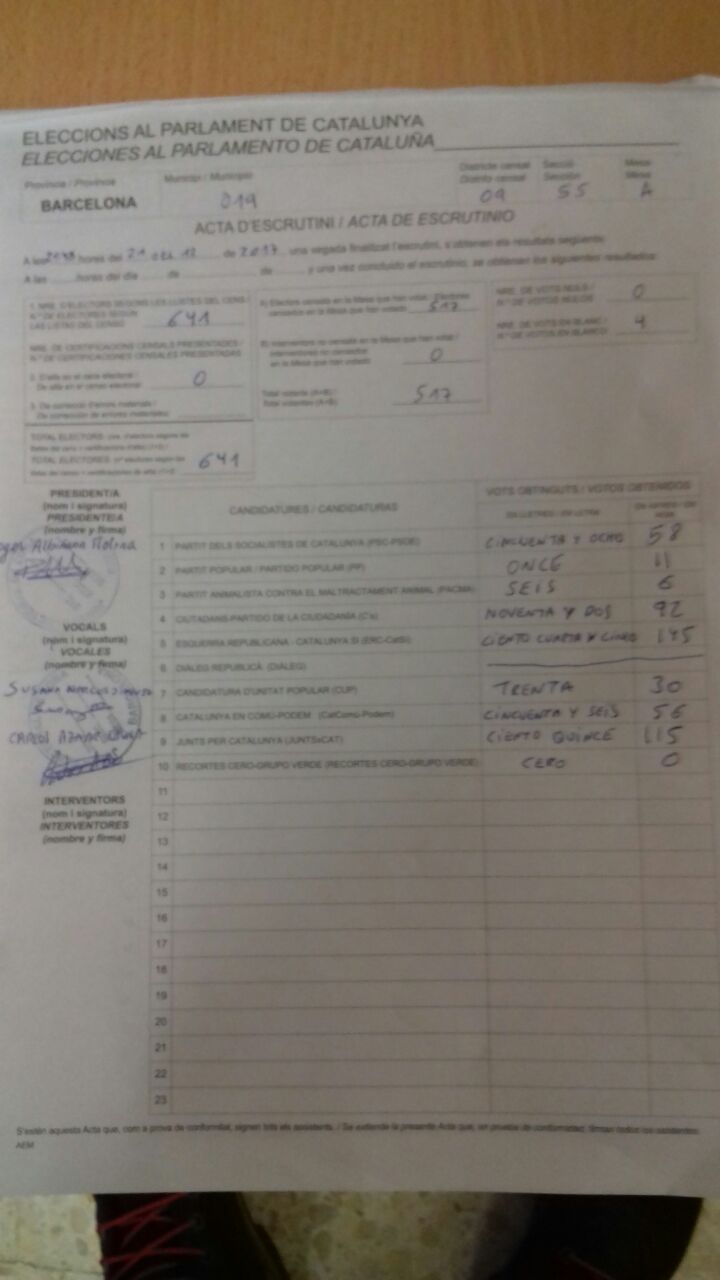 ELECCIONS AL PARLAMENT DE CATALUNYA
ELECCIONES AL PARLAMENTO DE CATALUÑA
Província / Provincia
Municipi / Municipio
Districte censal
Distrito censal
Secció
Sección
Mesa
Mesa
BARCELONA
019
09
55
A
ACTA D'ESCRUTINI / ACTA DE ESCRUTINIO
A les hores del 21 de 2017 una vegada finalitzat l'escrutini, s'obtenen els resultats següents:
A las hores del día de de y una vez concluido el escrutinio, se obtienen los siguientes resultados:
1. NRE. D'ELECTORS SEGONS LES LLISTES DEL CENS /
N.º DE ELECTORES SEGÚN
LAS LISTAS DEL CENSO 641
A) Electors censats en la Mesa que han votat / Electores
censados en la Mesa que han votado 517
NRE. DE VOTS NULS /
N.º DE VOTOS NULOS 0
NRE. DE VOTS EN BLANC /
N.º DE VOTOS EN BLANCO 4
NRE. DE CERTIFICACIONS CENSALS PRESENTADES /
N.º DE CERTIFICACIONES CENSALES PRESENTADAS
B) Interventors no censats en la Mesa que han votat /
Interventores no censados
en la Mesa que han votado 0
2. D'alta en el cens electoral /
De alta en el censo electoral 0
3. De correcció d'errors materials /
De corrección de errores materiales
Total votants (A+B) /
Total votantes (A+B) 517
TOTAL ELECTORS
TOTAL ELECTORES 641
PRESIDENT/A
(nom i signatura)
PRESIDENTE/A
(nombre y firma)
Albiñana Molina
VOCALS
(nom i signatura)
VOCALES
(nombre y firma)
SUSANA
CARLOS
INTERVENTORS
(nom i signatura)
INTERVENTORES
(nombre y firma)
CANDIDATURES / CANDIDATURAS
VOTS OBTINGUTS / VOTOS OBTENIDOS
EN LLETRES / EN LETRA
1 PARTIT DELS SOCIALISTES DE CATALUNYA (PSC-PSOE) CINCUENTA Y OCHO 58
2 PARTIT POPULAR / PARTIDO POPULAR (PP) ONCE 11
3 PARTIT ANIMALISTA CONTRA EL MALTRACTAMENT ANIMAL (PACMA) SEIS 6
4 CIUTADANS-PARTIDO DE LA CIUDADANÍA (C's) NOVENTA Y DOS 92
5 ESQUERRA REPUBLICANA - CATALUNYA SÍ (ERC-CatSí) CIENTO CUARTA Y CINCO 145
6 DIÀLEG REPUBLICÀ (DIÀLEG)
7 CANDIDATURA D'UNITAT POPULAR (CUP) TRENTA 30
8 CATALUNYA EN COMÚ-PODEM (CatComú-Podem) CINCUENTA Y SEIS 56
9 JUNTS PER CATALUNYA (JUNTSxCAT) CIENTO QUINCE 115
10 RECORTES CERO-GRUPO VERDE (RECORTES CERO-GRUPO VERDE) CERO 0
11
12
13
14
15
16
17
18
19
20
21
22
23
S'estén aquesta Acta que, com a prova de conformitat, signen tots els assistents. / Se extiende la presente Acta que, en prueba de conformidad, firman todos los asistentes.
AEM